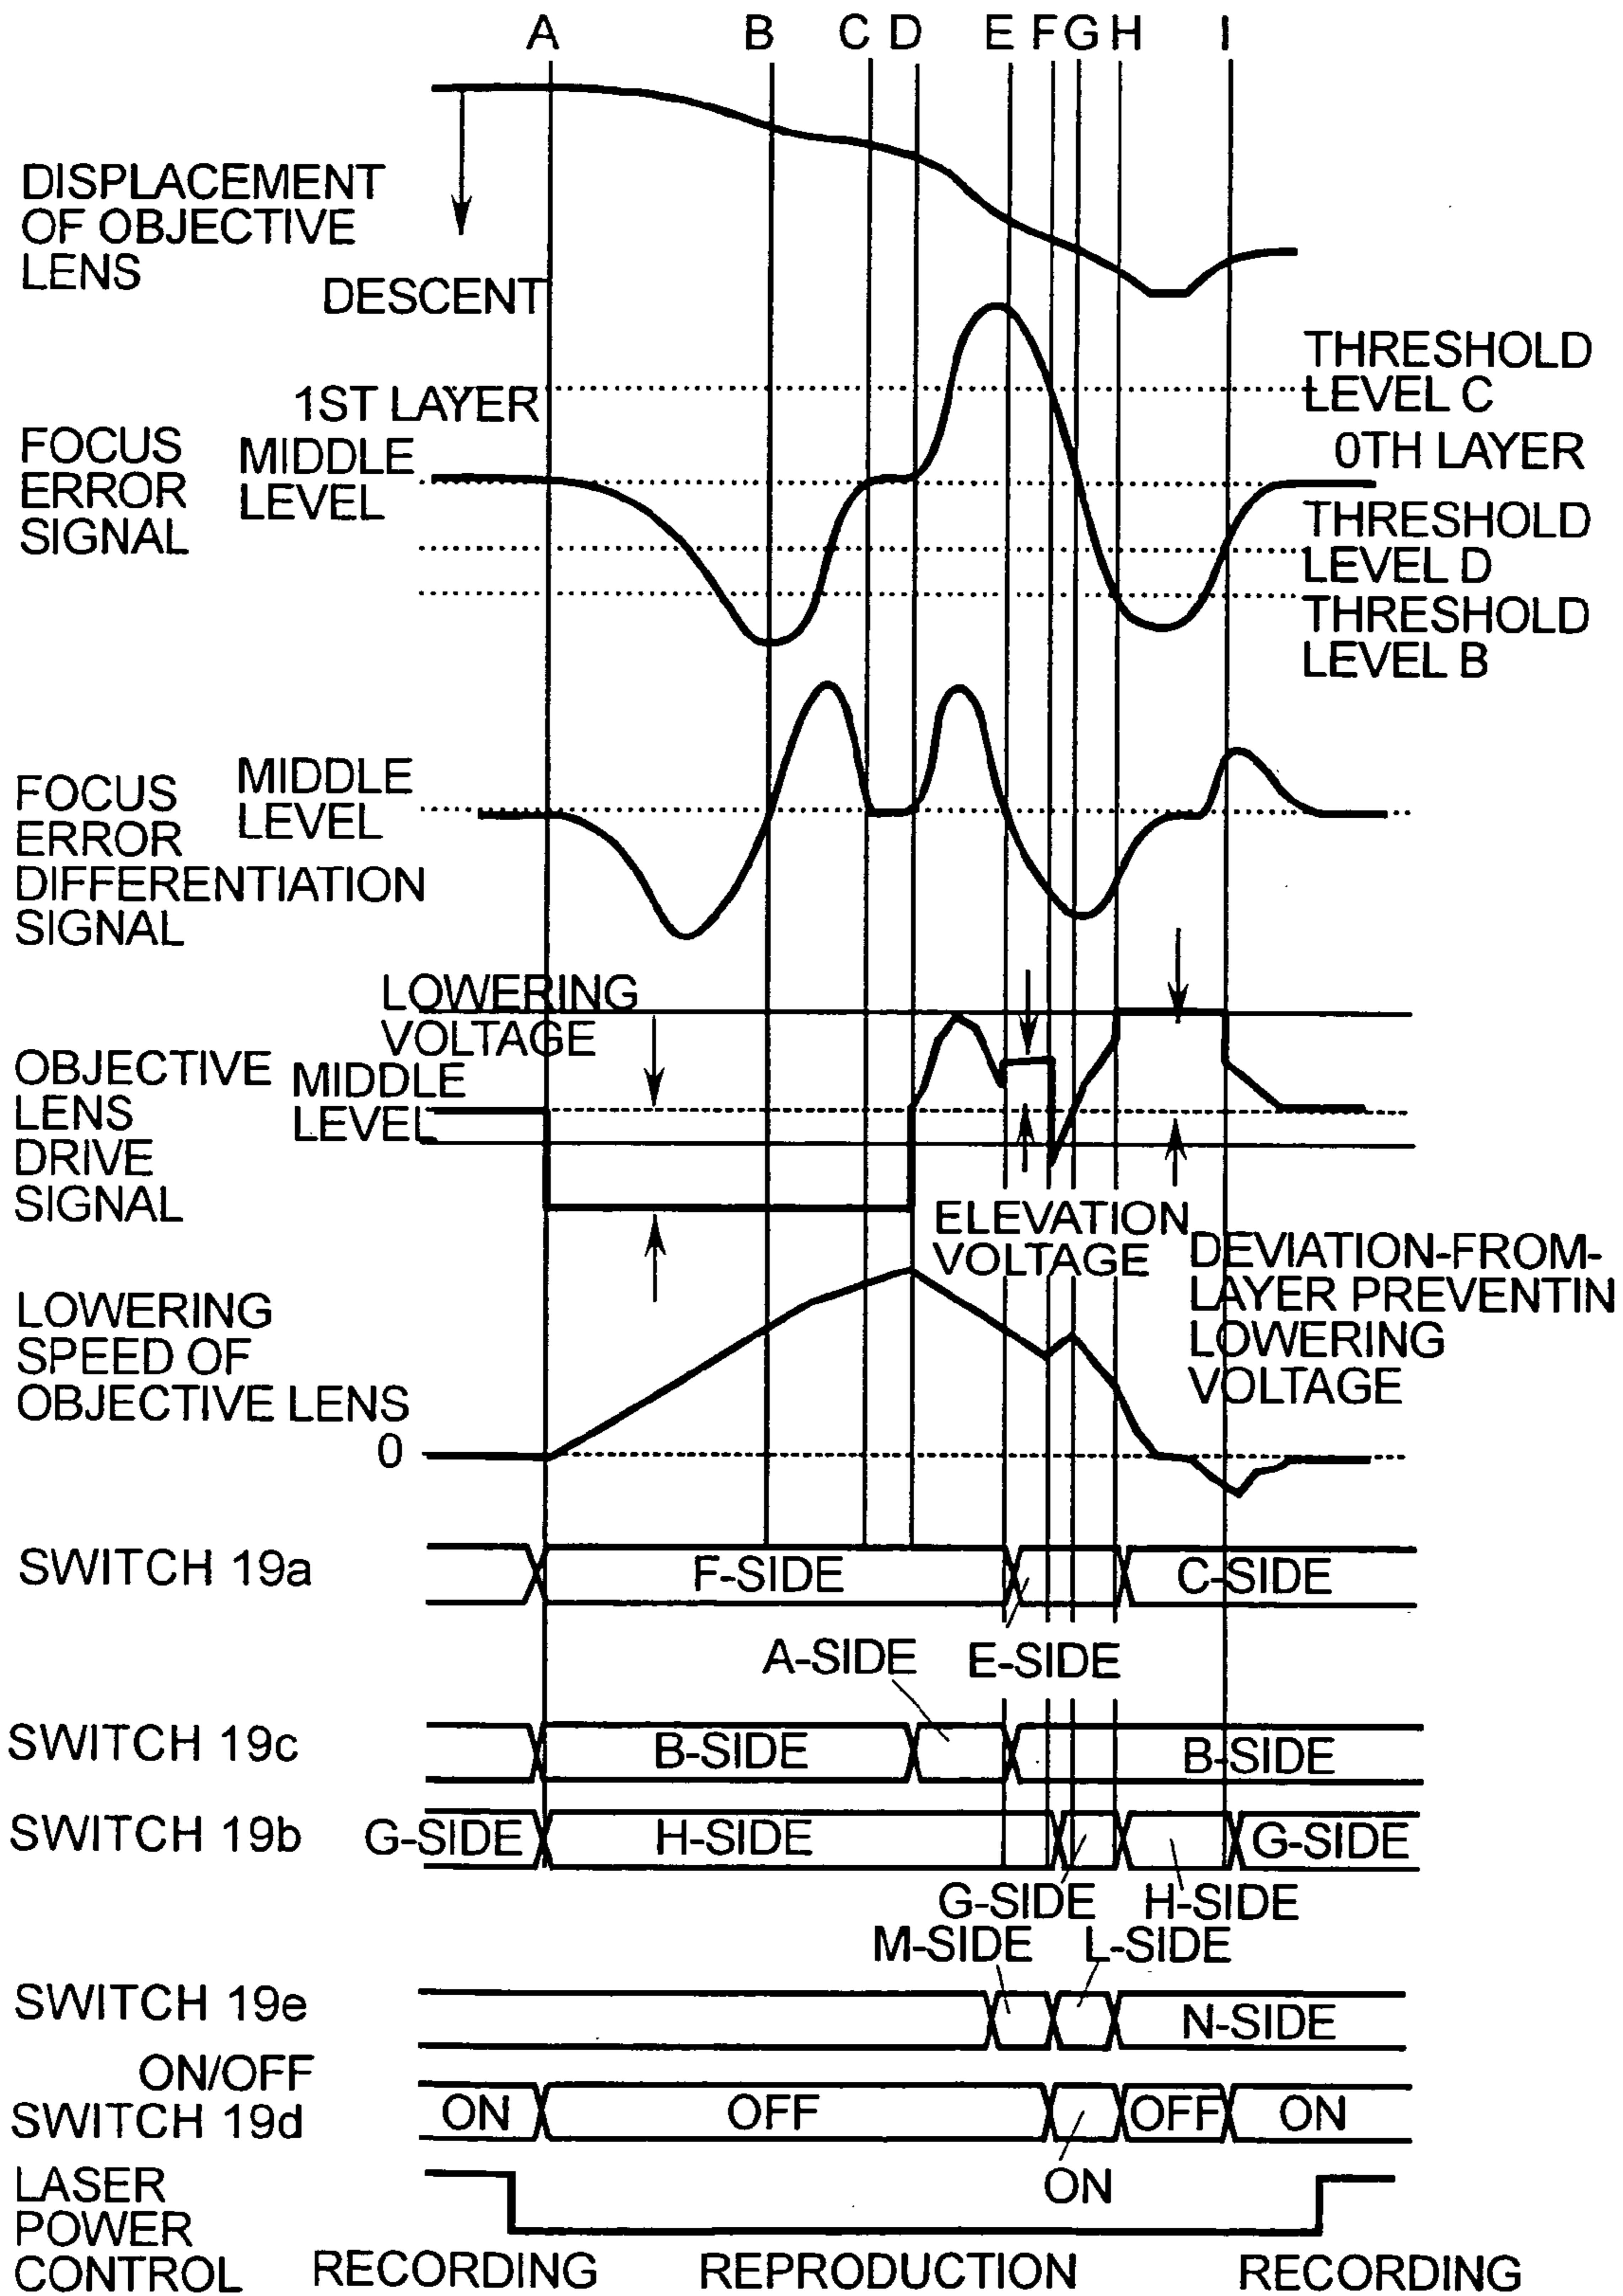 A B C D E F G H I
DISPLACEMENT
OF OBJECTIVE
LENS
DESCENT
THRESHOLD
LEVEL C
1ST LAYER
0TH LAYER
FOCUS
ERROR
SIGNAL
MIDDLE
LEVEL
THRESHOLD
LEVEL D
THRESHOLD
LEVEL B
FOCUS
ERROR
DIFFERENTIATION
SIGNAL
MIDDLE
LEVEL
LOWERING
VOLTAGE
OBJECTIVE
LENS
DRIVE
SIGNAL
MIDDLE
LEVEL
ELEVATION
VOLTAGE
DEVIATION-FROM-
LAYER PREVENTIN
LOWERING
VOLTAGE
LOWERING
SPEED OF
OBJECTIVE LENS
0
SWITCH 19a
F-SIDE
C-SIDE
A-SIDE
E-SIDE
SWITCH 19c
B-SIDE
B-SIDE
SWITCH 19b
G-SIDE
H-SIDE
G-SIDE
G-SIDE
H-SIDE
M-SIDE
L-SIDE
SWITCH 19e
N-SIDE
ON/OFF
SWITCH 19d
ON
OFF
OFF
ON
ON
LASER
POWER
CONTROL
RECORDING
REPRODUCTION
RECORDING